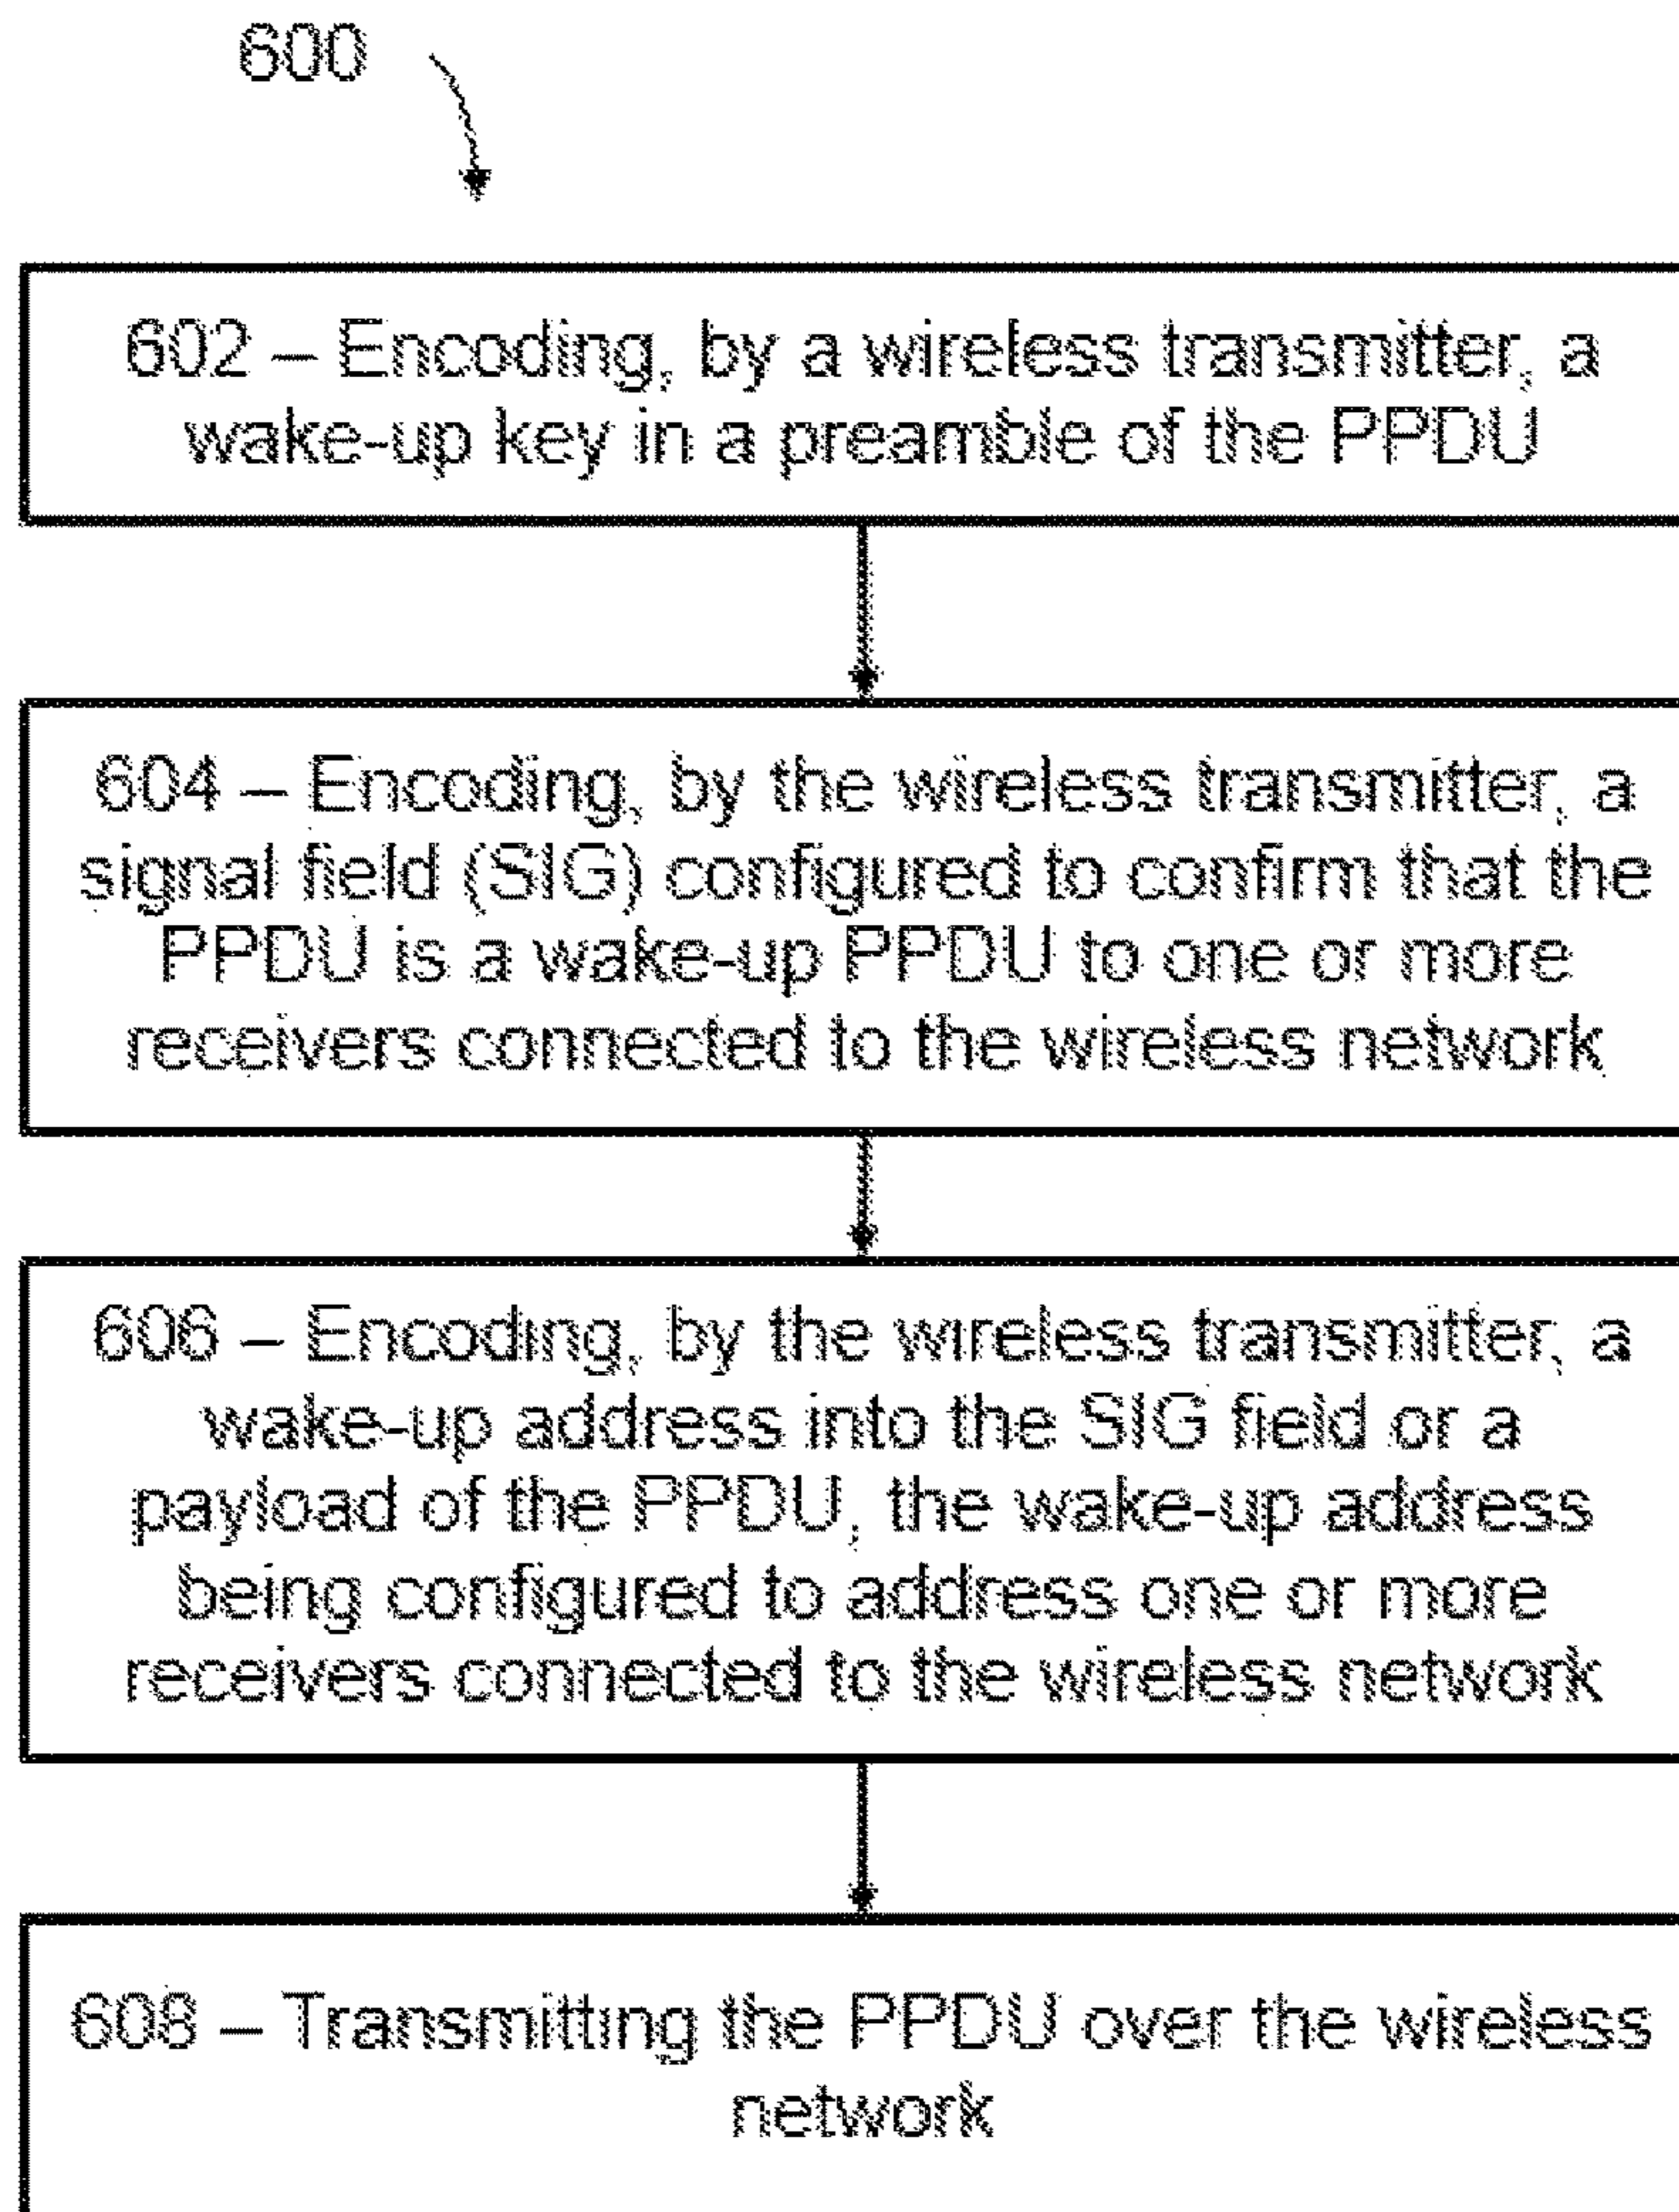 600
602 – Encoding, by a wireless transmitter, a
wake-up key in a preamble of the PPDU
604 – Encoding, by the wireless transmitter, a
signal field (SIG) configured to confirm that the
PPDU is a wake-up PPDU to one or more
receivers connected to the wireless network
606 – Encoding, by the wireless transmitter, a
wake-up address into the SIG field or a
payload of the PPDU, the wake-up address
being configured to address one or more
receivers connected to the wireless network
608 – Transmitting the PPDU over the wireless
network